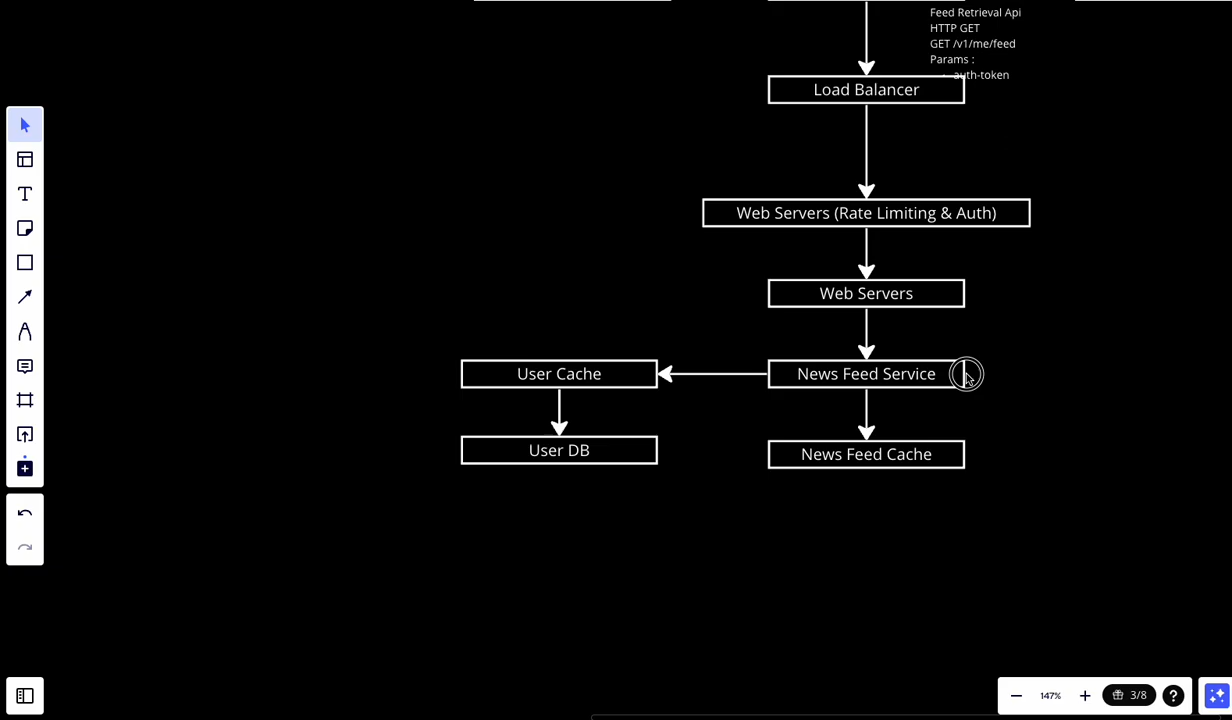 Feed Retrieval Api
HTTP GET
GET /v1/me/feed
Params :
- auth-token
Load Balancer
Web Servers (Rate Limiting & Auth)
Web Servers
User Cache
News Feed Service
User DB
News Feed Cache
147%
3/8